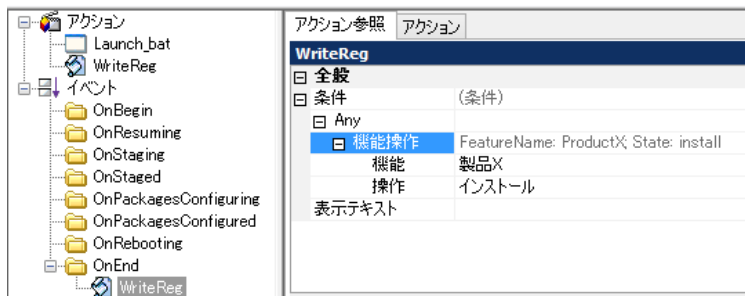 アクション
Launch_bat
WriteReg
イベント
OnBegin
OnResuming
OnStaging
OnStaged
OnPackagesConfiguring
OnPackagesConfigured
OnRebooting
OnEnd
WriteReg
アクション参照 アクション
WriteReg
全般
条件 (条件)
Any
機能操作 FeatureName: ProductX; State: install
機能 製品X
操作 インストール
表示テキスト